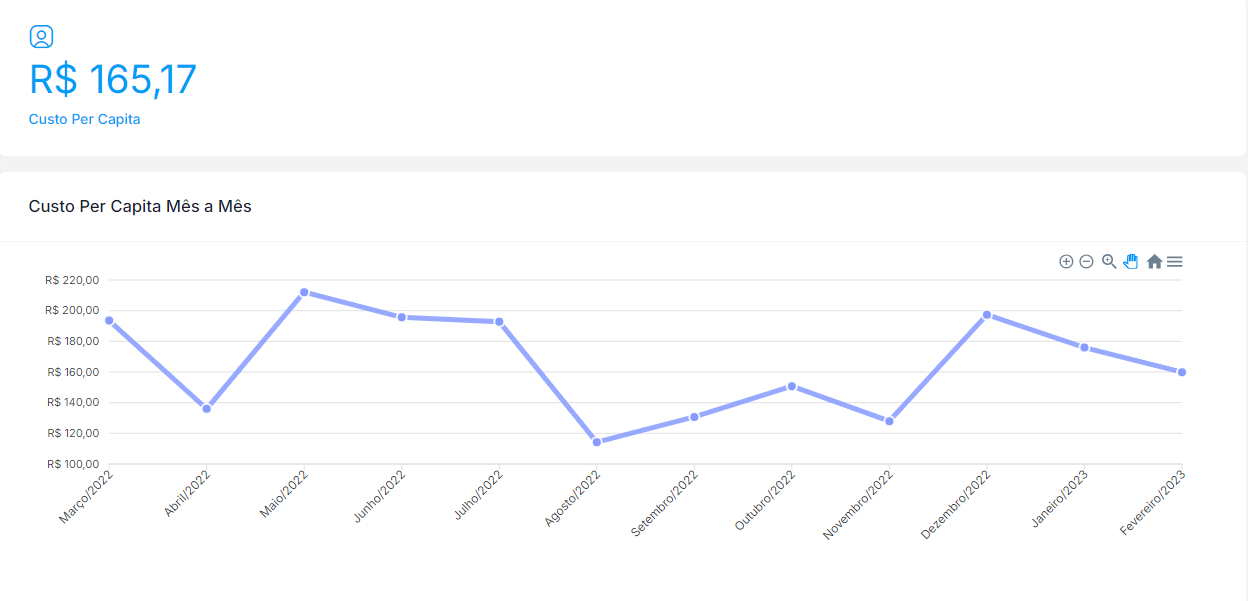 R$ 165,17
Custo Per Capita
Custo Per Capita Mês a Mês
R$ 220,00
R$ 200,00
R$ 180,00
R$ 160,00
R$ 140,00
R$ 120,00
R$ 100,00
Março/2022
Abril/2022
Maio/2022
Junho/2022
Julho/2022
Agosto/2022
Setembro/2022
Outubro/2022
Novembro/2022
Dezembro/2022
Janeiro/2023
Fevereiro/2023